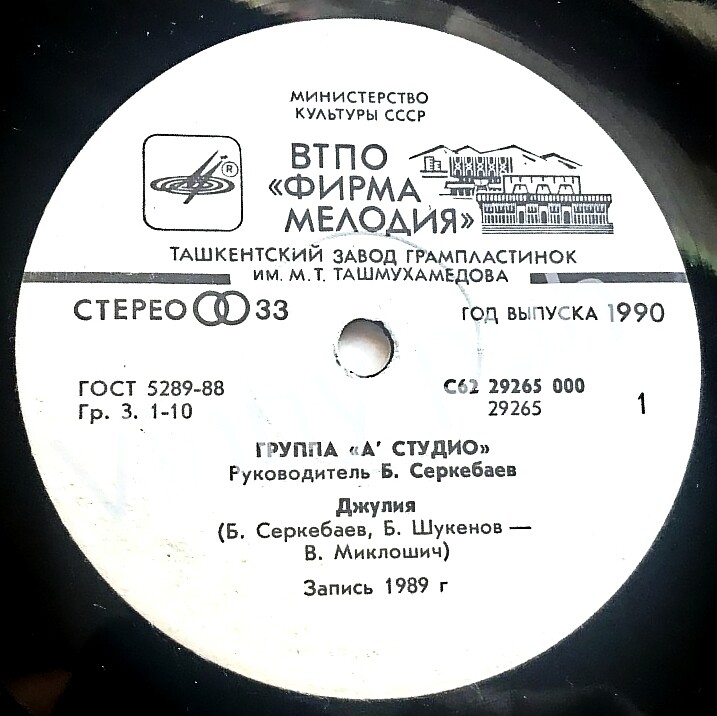 МИНИСТЕРСТВО
КУЛЬТУРЫ СССР
ВТПО
«ФИРМА
МЕЛОДИЯ»
®
ТАШКЕНТСКИЙ ЗАВОД ГРАМПЛАСТИНОК
ИМ. М. Т. ТАШМУХАМЕДОВА
СТЕРЕО 33
ГОД ВЫПУСКА 1990
ГОСТ 5289-88
Гр. 3. 1-10
С62 29265 000
29265
1
ГРУППА «А' СТУДИО»
Руководитель Б. Серкебаев
Джулия
(Б. Серкебаев, Б. Шукенов —
В. Миклошич)
Запись 1989 г